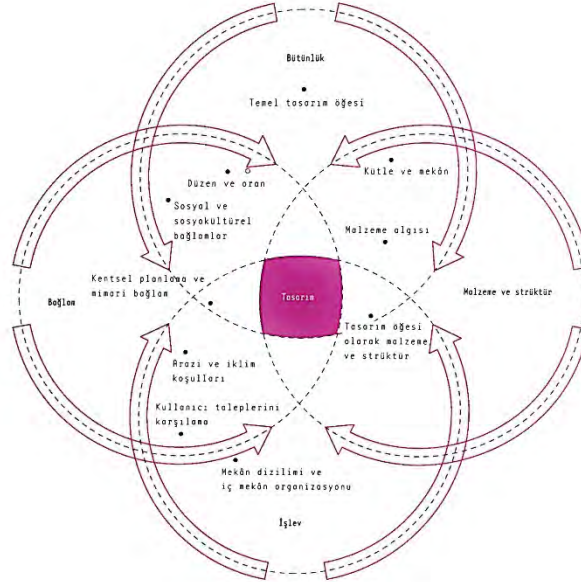 Bütünlük
Temel tasarım öğesi
Düzen ve oran
Kütle ve mekân
Sosyal ve
sosyokültürel
bağlamlar
Malzeme algısı
Kentsel planlama ve
mimari bağlam
Bağlam
Tasarım
Malzeme ve strüktür
Tasarım öğesi
olarak malzeme
ve strüktür
Arazi ve iklim
koşulları
Kullanıcı taleplerini
karşılama
Mekân dizilimi ve
iç mekân organizasyonu
İşlev